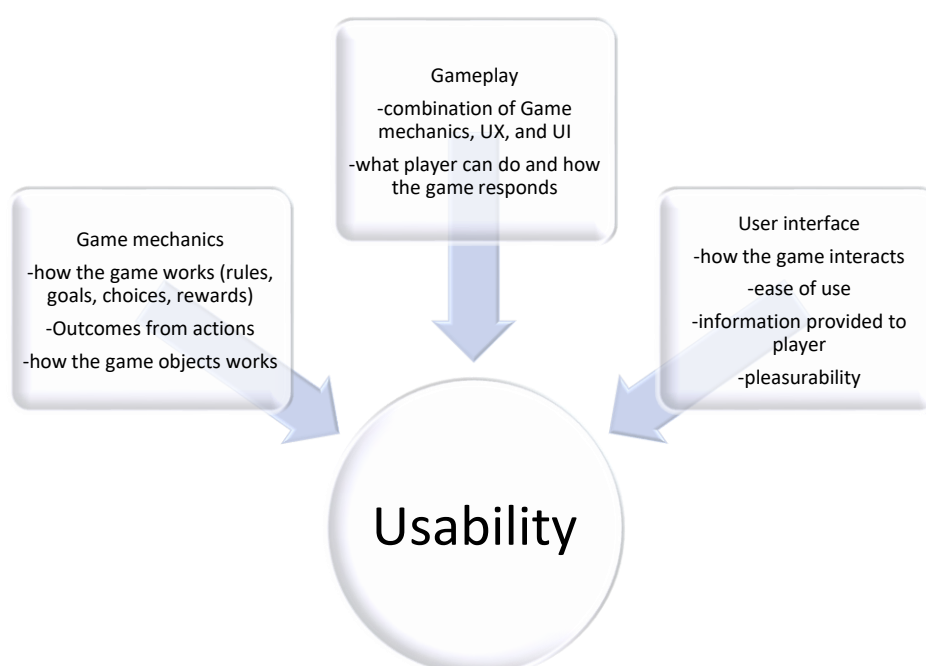 Gameplay
-combination of Game
mechanics, UX, and UI
-what player can do and how
the game responds
Game mechanics
-how the game works (rules,
goals, choices, rewards)
-Outcomes from actions
-how the game objects works
User interface
-how the game interacts
-ease of use
-information provided to
player
-pleasurability
Usability